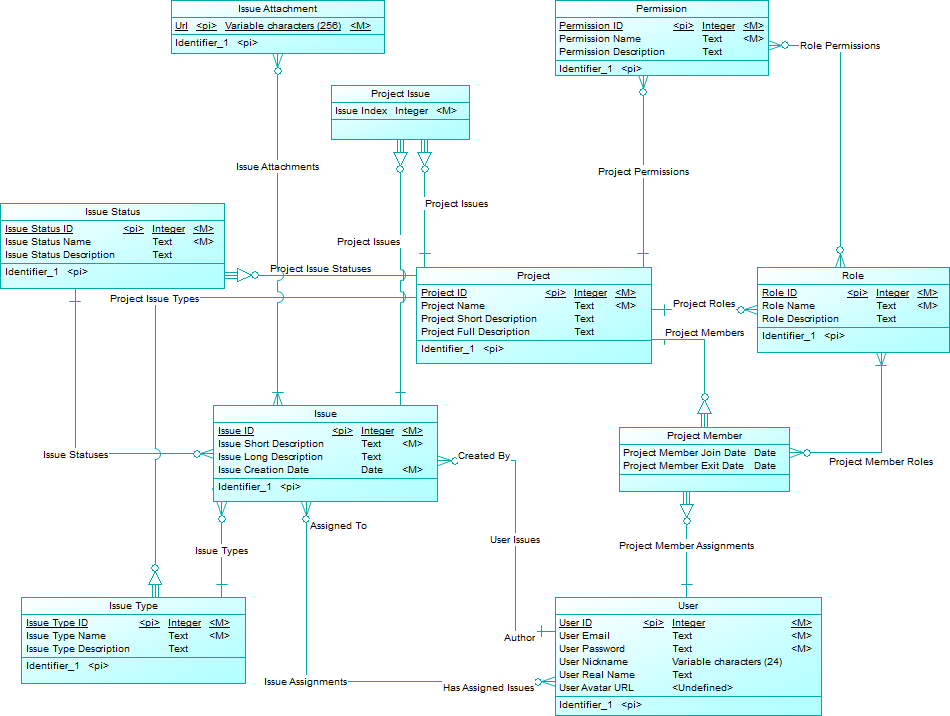 Issue Attachment
Url <pi> Variable characters (256) <M>
Identifier_1 <pi>
Permission
Permission ID <pi> Integer <M>
Permission Name Text <M>
Permission Description Text
Identifier_1 <pi>
Role Permissions
Project Issue
Issue Index Integer <M>
Issue Attachments
Project Permissions
Project Issues
Project Issues
Issue Status
Issue Status ID <pi> Integer <M>
Issue Status Name Text <M>
Issue Status Description Text
Identifier_1 <pi>
Project Issue Statuses
Project Issue Types
Project
Project ID <pi> Integer <M>
Project Name Text <M>
Project Short Description Text
Project Full Description Text
Identifier_1 <pi>
Project Roles
Project Members
Role
Role ID <pi> Integer <M>
Role Name Text <M>
Role Description Text
Identifier_1 <pi>
Issue
Issue ID <pi> Integer <M>
Issue Short Description Text <M>
Issue Long Description Text
Issue Creation Date Date <M>
Identifier_1 <pi>
Issue Statuses
Created By
Project Member
Project Member Join Date Date
Project Member Exit Date Date
Project Member Roles
Assigned To
User Issues
Issue Types
Project Member Assignments
Issue Type
Issue Type ID <pi> Integer <M>
Issue Type Name Text <M>
Issue Type Description Text
Identifier_1 <pi>
Author
Issue Assignments
Has Assigned Issues
User
User ID <pi> Integer <M>
User Email Text <M>
User Password Text <M>
User Nickname Variable characters (24)
User Real Name Text
User Avatar URL <Undefined>
Identifier_1 <pi>